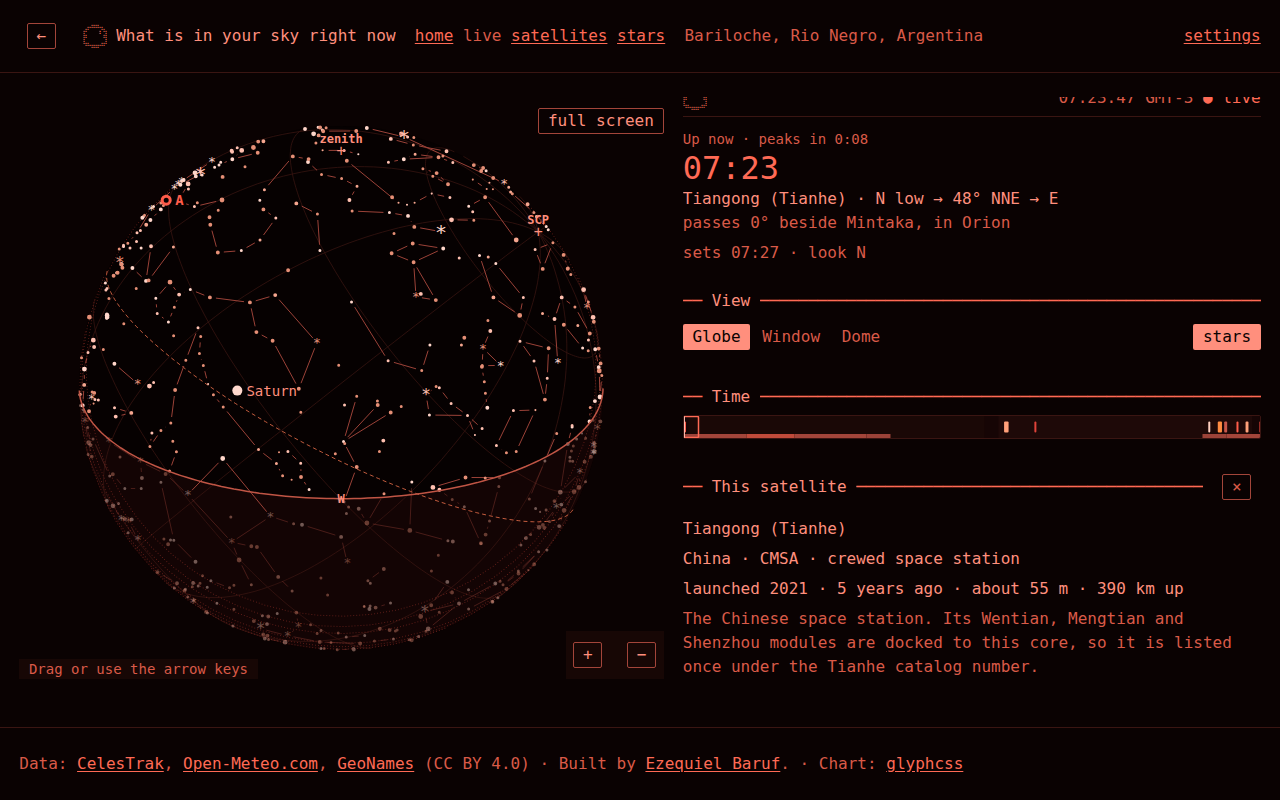 ←
What is in your sky right now home live satellites stars Bariloche, Rio Negro, Argentina settings
full screen
07:23:47 GMT-3 ● live
zenith
A
SCP
Saturn
W
+ −
Drag or use the arrow keys
Up now · peaks in 0:08
07:23
Tiangong (Tianhe) · N low → 48° NNE → E
passes 0° beside Mintaka, in Orion
sets 07:27 · look N
View
Globe Window Dome stars
Time
This satellite ×
Tiangong (Tianhe)
China · CMSA · crewed space station
launched 2021 · 5 years ago · about 55 m · 390 km up
The Chinese space station. Its Wentian, Mengtian and
Shenzhou modules are docked to this core, so it is listed
once under the Tianhe catalog number.
Data: CelesTrak, Open-Meteo.com, GeoNames (CC BY 4.0) · Built by Ezequiel Baruf. · Chart: glyphcss